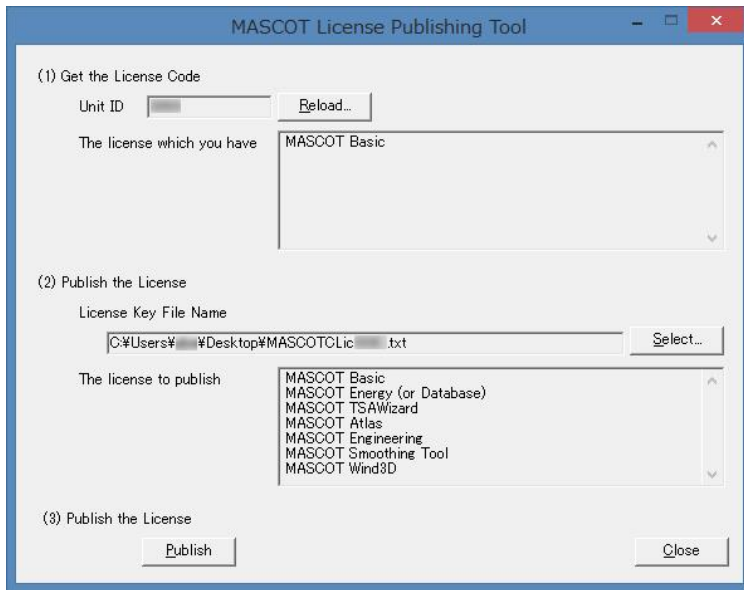 MASCOT License Publishing Tool
(1) Get the License Code
Unit ID Reload...
The license which you have MASCOT Basic
(2) Publish the License
License Key File Name
C:¥Users¥ ¥Desktop¥MASCOTCLic .txt Select...
The license to publish MASCOT Basic
MASCOT Energy (or Database)
MASCOT TSAWizard
MASCOT Atlas
MASCOT Engineering
MASCOT Smoothing Tool
MASCOT Wind3D
(3) Publish the License
Publish Close